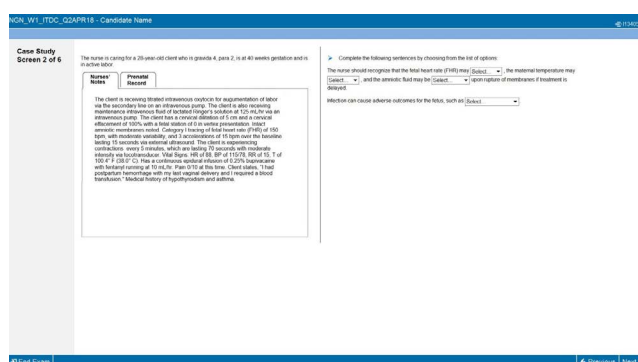 NGN_W1_ITDC_Q2APR18 - Candidate Name
Case Study
Screen 2 of 6
The nurse is caring for a 28-year-old client who is gravida 4, para 2, is at 40 weeks gestation and is
in active labor.
Nurses'
Notes
Prenatal
Record
The client is receiving titrated intravenous oxytocin for augumentation of labor
via the secondary line on an intravenous pump. The client is also receiving
maintenance intravenous fluid of lactated Ringer's solution at 125 mL/hr via an
intravenous pump. The client has a cervical dilation of 5 cm and a cervical
effacement of 100% with a fetal station of 0 in vertex presentation. Intact
amniotic membranes noted. Category I tracing of fetal heart rate (FHR) of 150
bpm, with moderate variability, and 3 accelerations of 15 bpm over the baseline
lasting 15 seconds via external ultrasound. The client is experiencing
contractions every 5 minutes, which are lasting 70 seconds with moderate
intensity via tocotransducer. Vital Signs: HR of 88, BP of 115/78, RR of 15, T of
100.4° F (38.0° C). Has a continuous epidural infusion of 0.25% bupivacaine
with fentanyl running at 10 mL/hr. Pain 0/10 at this time. Client states, "I had
postpartum hemorrhage with my last vaginal delivery and I required a blood
transfusion." Medical history of hypothyroidism and asthma.
Complete the following sentences by choosing from the list of options
The nurse should recognize that the fetal heart rate (FHR) may Select... , the maternal temperature may
Select... , and the amniotic fluid may be Select... upon rupture of membranes if treatment is
delayed.
Infection can cause adverse outcomes for the fetus, such as Select...
End Exam
Previous
Next